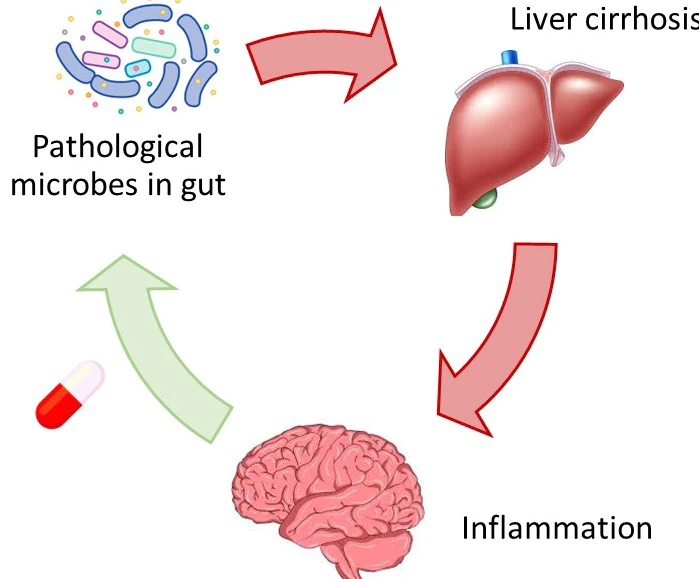 Liver cirrhosis
Pathological
microbes in gut
Inflammation